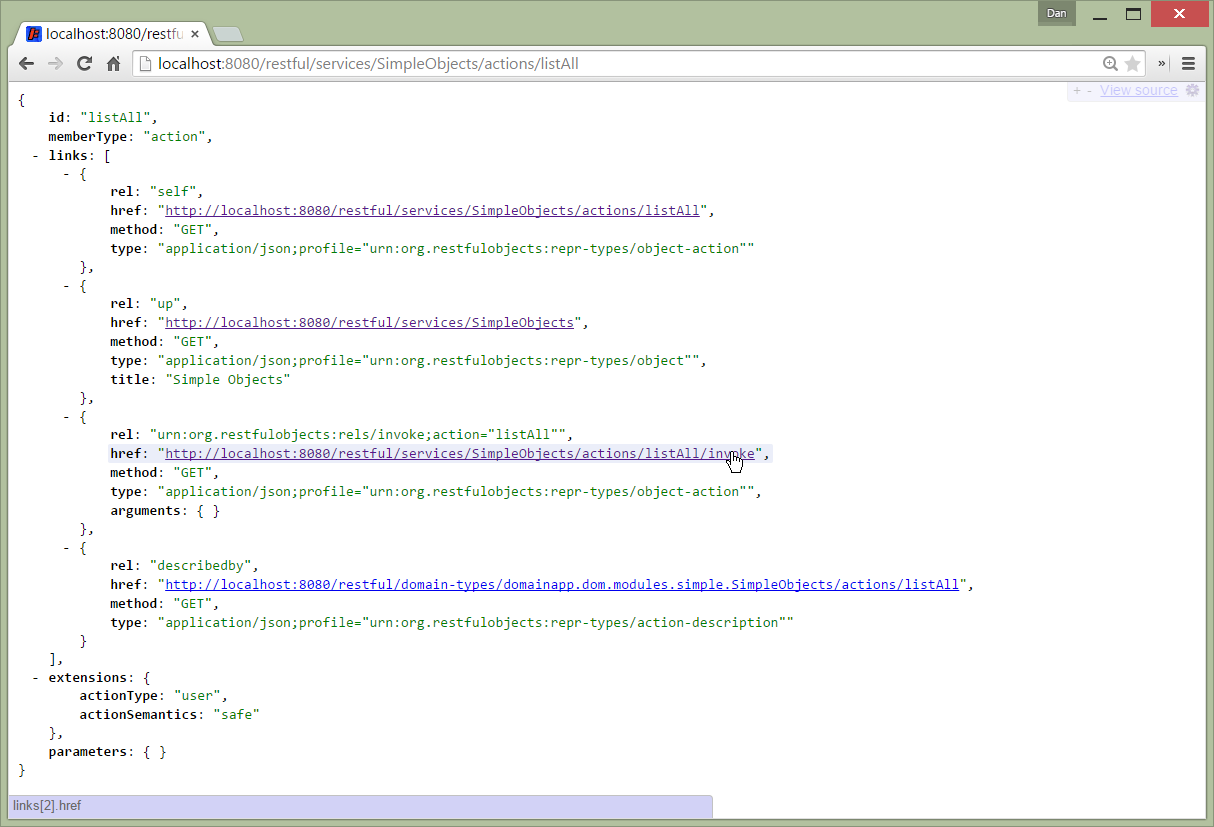 Dan
localhost:8080/restfu
localhost:8080/restful/services/SimpleObjects/actions/listAll
+ - View source
{
id: "listAll",
memberType: "action",
- links: [
- {
rel: "self",
href: "http://localhost:8080/restful/services/SimpleObjects/actions/listAll",
method: "GET",
type: "application/json;profile="urn:org.restfulobjects:repr-types/object-action""
},
- {
rel: "up",
href: "http://localhost:8080/restful/services/SimpleObjects",
method: "GET",
type: "application/json;profile="urn:org.restfulobjects:repr-types/object"",
title: "Simple Objects"
},
- {
rel: "urn:org.restfulobjects:rels/invoke;action="listAll"",
href: "http://localhost:8080/restful/services/SimpleObjects/actions/listAll/invoke",
method: "GET",
type: "application/json;profile="urn:org.restfulobjects:repr-types/object-action"",
arguments: { }
},
- {
rel: "describedby",
href: "http://localhost:8080/restful/domain-types/domainapp.dom.modules.simple.SimpleObjects/actions/listAll",
method: "GET",
type: "application/json;profile="urn:org.restfulobjects:repr-types/action-description""
}
],
- extensions: {
actionType: "user",
actionSemantics: "safe"
},
parameters: { }
}
links[2].href